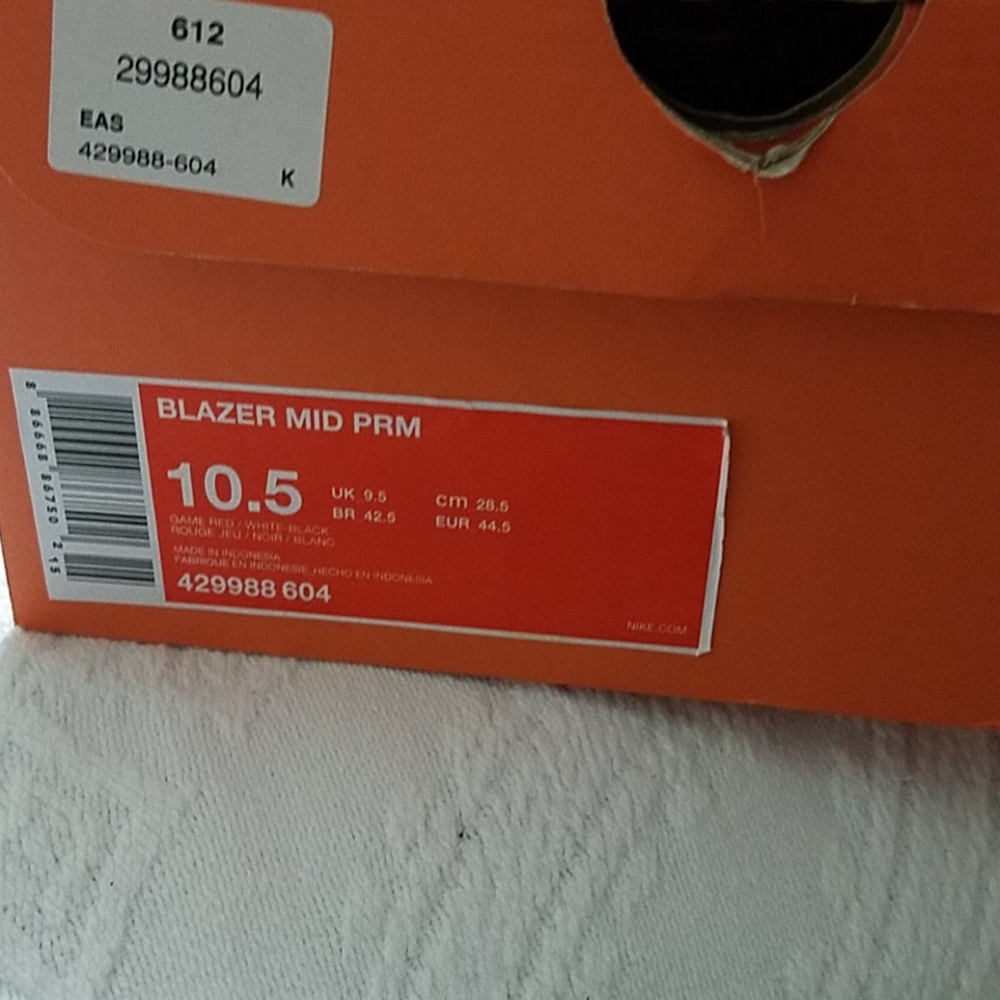 612
29988604
EAS
429988-604
K
BLAZER MID PRM
10.5
UK 9.5
cm 28.5
BR 42.5
EUR 44.5
GAME RED / WHITE-BLACK
ROUGE JEU / NOIR / BLANC
MADE IN INDONESIA
FABRIQUE EN INDONESIE, HECHO EN INDONESIA
429988 604
NIKE.COM